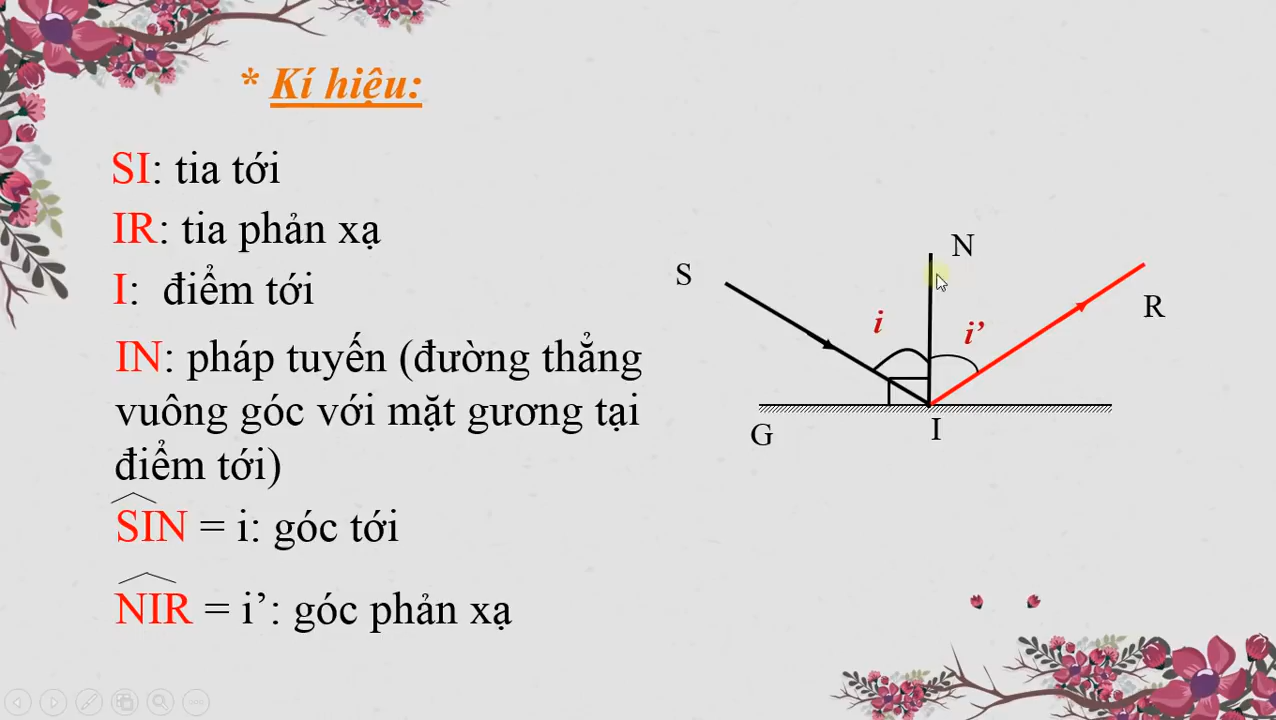 * Kí hiệu:
SI: tia tới
IR: tia phản xạ
I: điểm tới
IN: pháp tuyến (đường thẳng
vuông góc với mặt gương tại
điểm tới)
SIN = i: góc tới
NIR = i’: góc phản xạ
N
S
R
i
i’
G
I